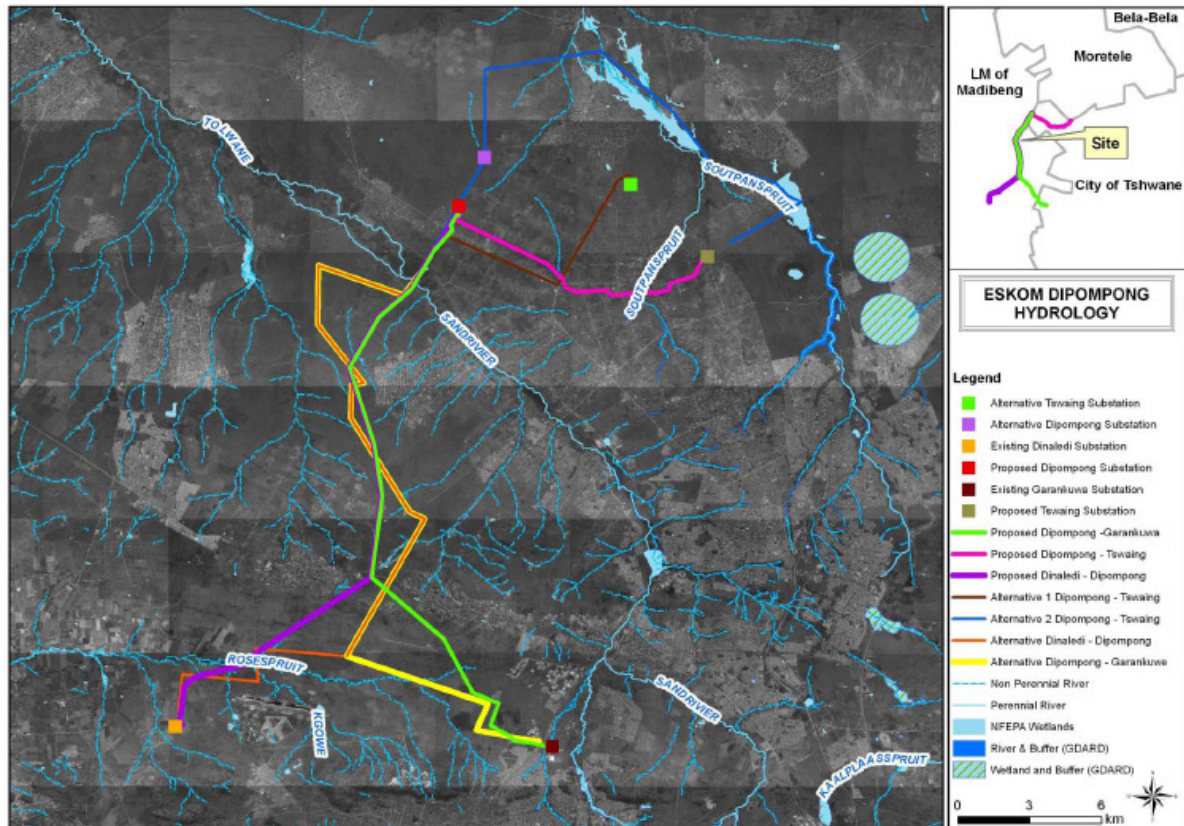 TOLWANE
SOUTPANSPRUIT
SOUTPANSPRUIT
SANDRIVIER
ROSESPRUIT
KGOWE
SANDRIVIER
KAALPLAASSPRUIT
Bela-Bela
Moretele
LM of
Madibeng
Site
City of Tshwane
ESKOM DIPOMPONG
HYDROLOGY
Legend
Alternative Tswaing Substation
Alternative Dipompong Substation
Existing Dinaledi Substation
Proposed Dipompong Substation
Existing Garankuwa Substation
Proposed Tswaing Substation
Proposed Dipompong -Garankuwa
Proposed Dipompong - Tswaing
Proposed Dinaledi - Dipompong
Alternative 1 Dipompong - Tswaing
Alternative 2 Dipompong - Tswaing
Alternative Dinaledi - Dipompong
Alternative Dipompong - Garankuwe
Non Perennial River
Perennial River
NFEPA Wetlands
River & Buffer (GDARD)
Wetland and Buffer (GDARD)
0 3 6
km